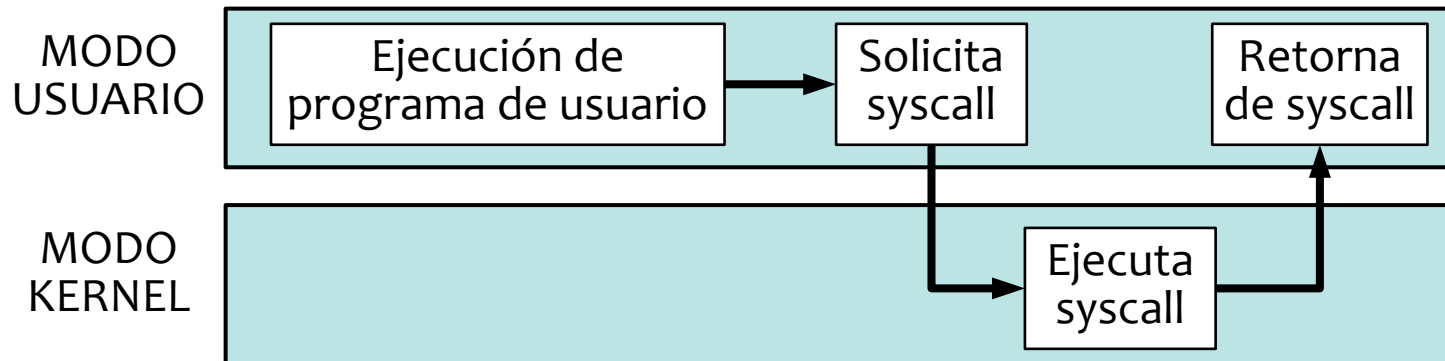 MODO
USUARIO
Ejecución de
programa de usuario
Solicita
syscall
Retorna
de syscall
MODO
KERNEL
Ejecuta
syscall